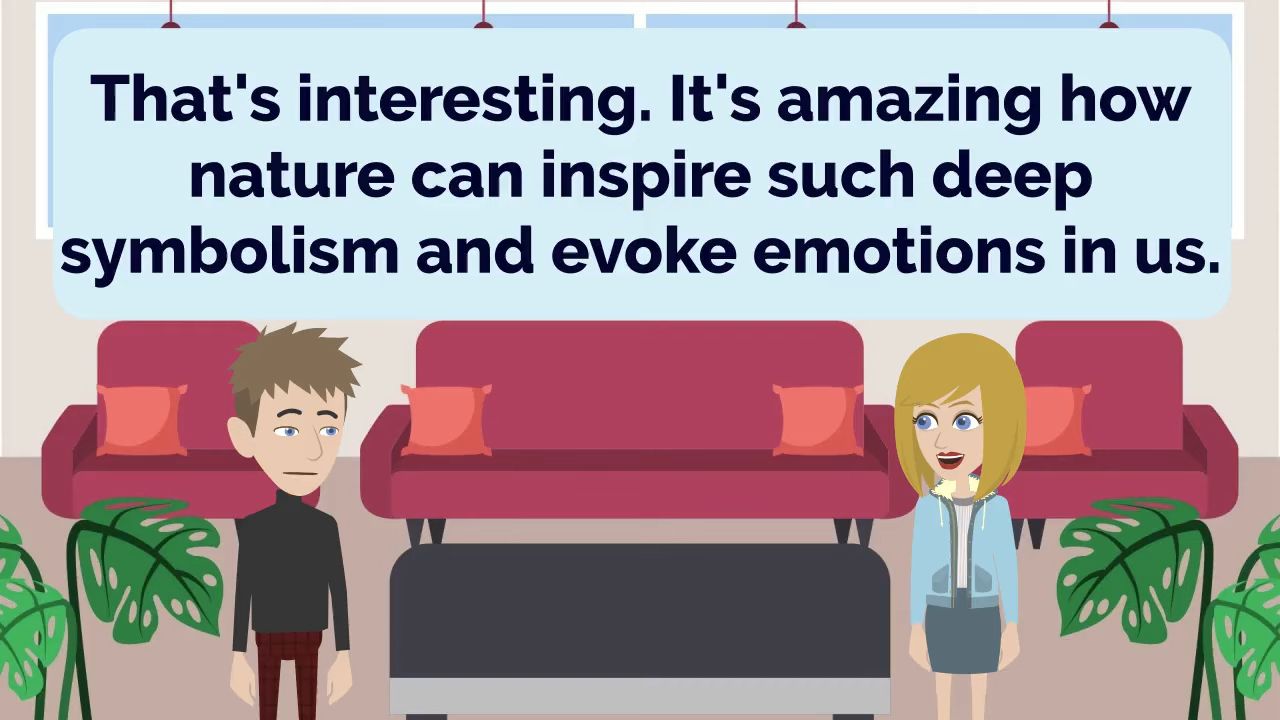 That's interesting. It's amazing how
nature can inspire such deep
symbolism and evoke emotions in us.